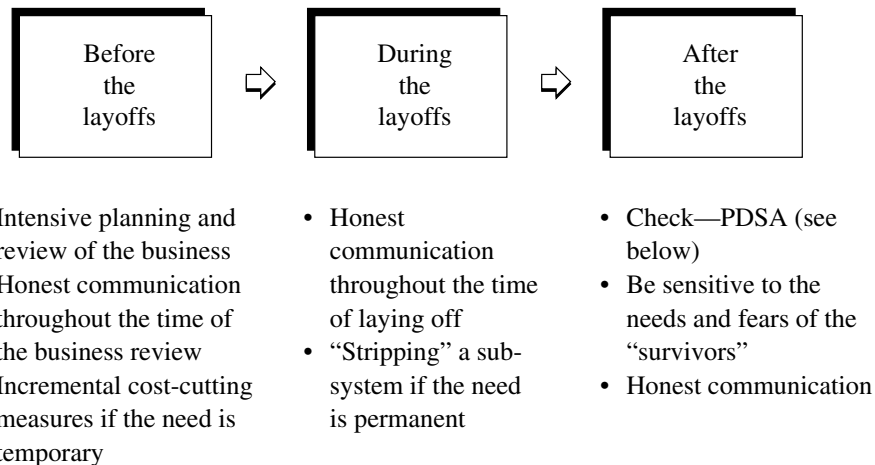 Before
the
layoffs
During
the
layoffs
After
the
layoffs
Intensive planning and
review of the business
Honest communication
throughout the time of
the business review
Incremental cost-cutting
measures if the need is
temporary
• Honest
communication
throughout the time
of laying off
• “Stripping” a sub-
system if the need
is permanent
• Check—PDSA (see
below)
• Be sensitive to the
needs and fears of the
“survivors”
• Honest communication